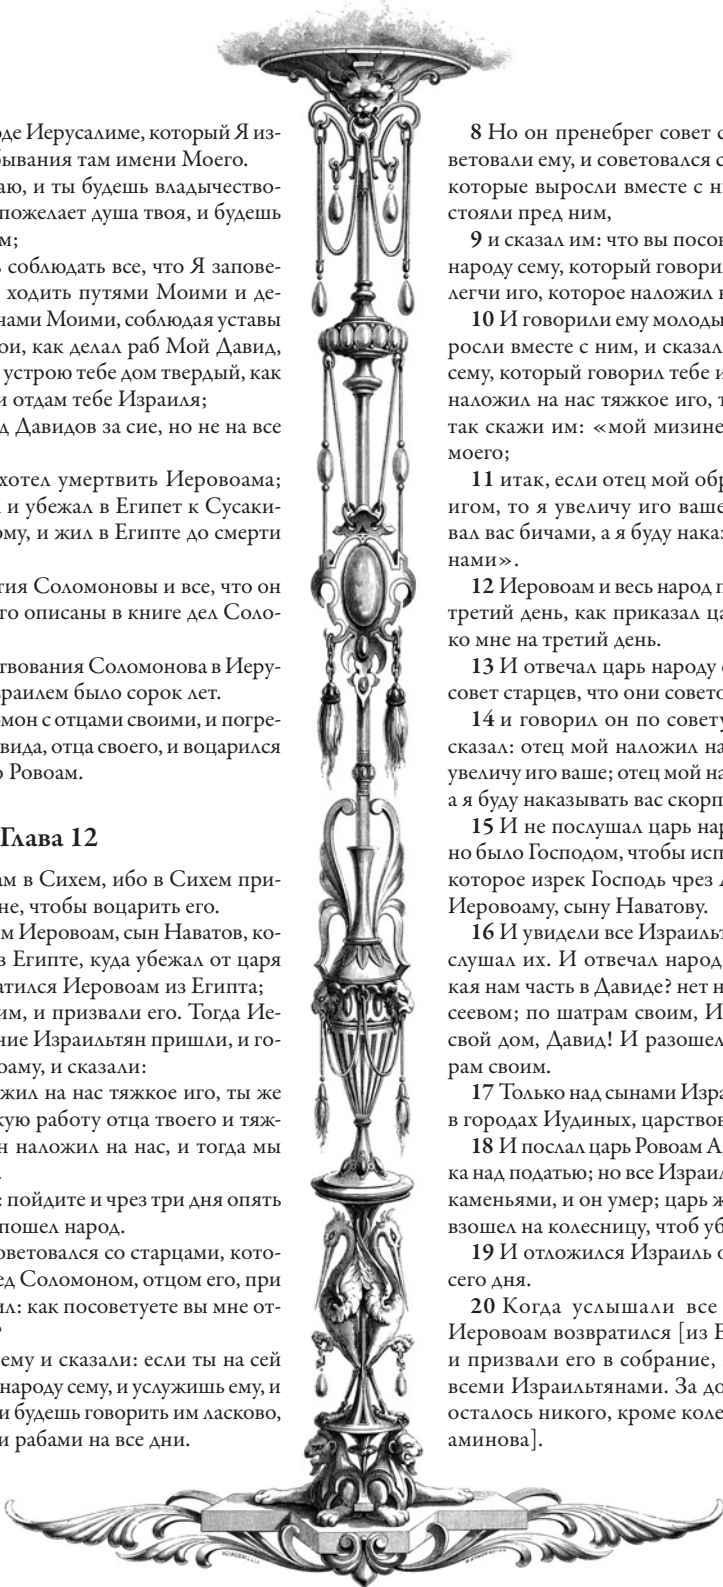 оде Иерусалиме, который Я из-
бывания там имени Моего.
аю, и ты будешь владычество-
пожелает душа твоя, и будешь
м;
ь соблюдать все, что Я запове-
ходить путями Моими и де-
чами Моими, соблюдая уставы
ои, как делал раб Мой Давид,
устрою тебе дом твердый, как
и отдам тебе Израиля;
д Давидов за сие, но не на все
хотел умертвить Иеровоама;
и убежал в Египет к Сусаки-
ому, и жил в Египте до смерти
тия Соломоновы и все, что он
го описаны в книге дел Соло-
ствования Соломонова в Иеру-
зраилем было сорок лет.
омон с отцами своими, и погре-
вида, отца своего, и воцарился
о Ровоам.
Глава 12
ам в Сихем, ибо в Сихем при-
не, чтобы воцарить его.
м Иеровоам, сын Наватов, ко-
в Египте, куда убежал от царя
атился Иеровоам из Египта;
им, и призвали его. Тогда Ие-
ние Израильтян пришли, и го-
оаму, и сказали:
жил на нас тяжкое иго, ты же
кую работу отца твоего и тяж-
н наложил на нас, и тогда мы
.
: пойдите и чрез три дня опять
пошел народ.
оветовался со старцами, кото-
ед Соломоном, отцом его, при
ил: как посоветуете вы мне от-
?
ему и сказали: если ты на сей
народу сему, и услужишь ему, и
и будешь говорить им ласково,
и рабами на все дни.
8 Но он пренебрег совет с
ветовали ему, и советовался с
которые выросли вместе с н
стояли пред ним,
9 и сказал им: что вы посов
народу сему, который говори
легчи иго, которое наложил н
10 И говорили ему молоды
росли вместе с ним, и сказал
сему, который говорил тебе и
наложил на нас тяжкое иго, т
так скажи им: «мой мизине
моего;
11 итак, если отец мой обр
игом, то я увеличу иго ваше
вал вас бичами, а я буду наказ
нами».
12 Иеровоам и весь народ п
третий день, как приказал ца
ко мне на третий день.
13 И отвечал царь народу с
совет старцев, что они совето
14 и говорил он по совету
сказал: отец мой наложил на
увеличу иго ваше; отец мой на
а я буду наказывать вас скорп
15 И не послушал царь нар
но было Господом, чтобы исп
которое изрек Господь чрез А
Иеровоаму, сыну Наватову.
16 И увидели все Израильт
слушал их. И отвечал народ
кая нам часть в Давиде? нет н
сеевом; по шатрам своим, И
свой дом, Давид! И разошел
рам своим.
17 Только над сынами Изра
в городах Иудиных, царствов
18 И послал царь Ровоам А
ка над податью; но все Израил
каменьями, и он умер; царь ж
взошел на колесницу, чтоб уб
19 И отложился Израиль о
сего дня.
20 Когда услышали все
Иеровоам возвратился [из Е
и призвали его в собрание,
всеми Израильтянами. За до
осталось никого, кроме коле
аминова].